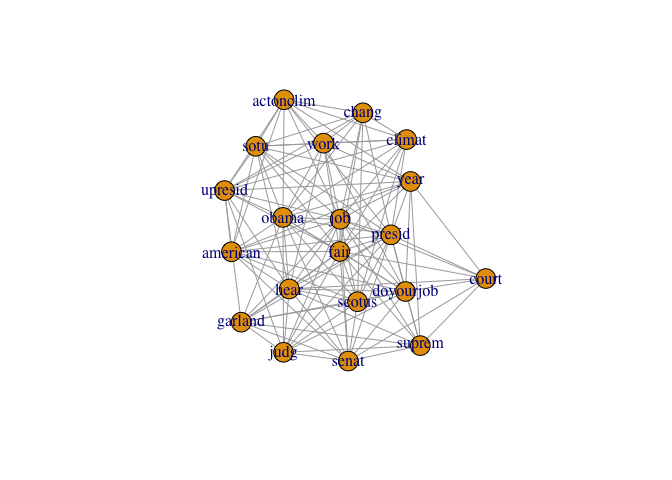 actonclim
chang
sotu
work
climat
year
upresid
obama
job
presid
american
fair
court
hear
scotus
doyourjob
garland
judg
senat
suprem